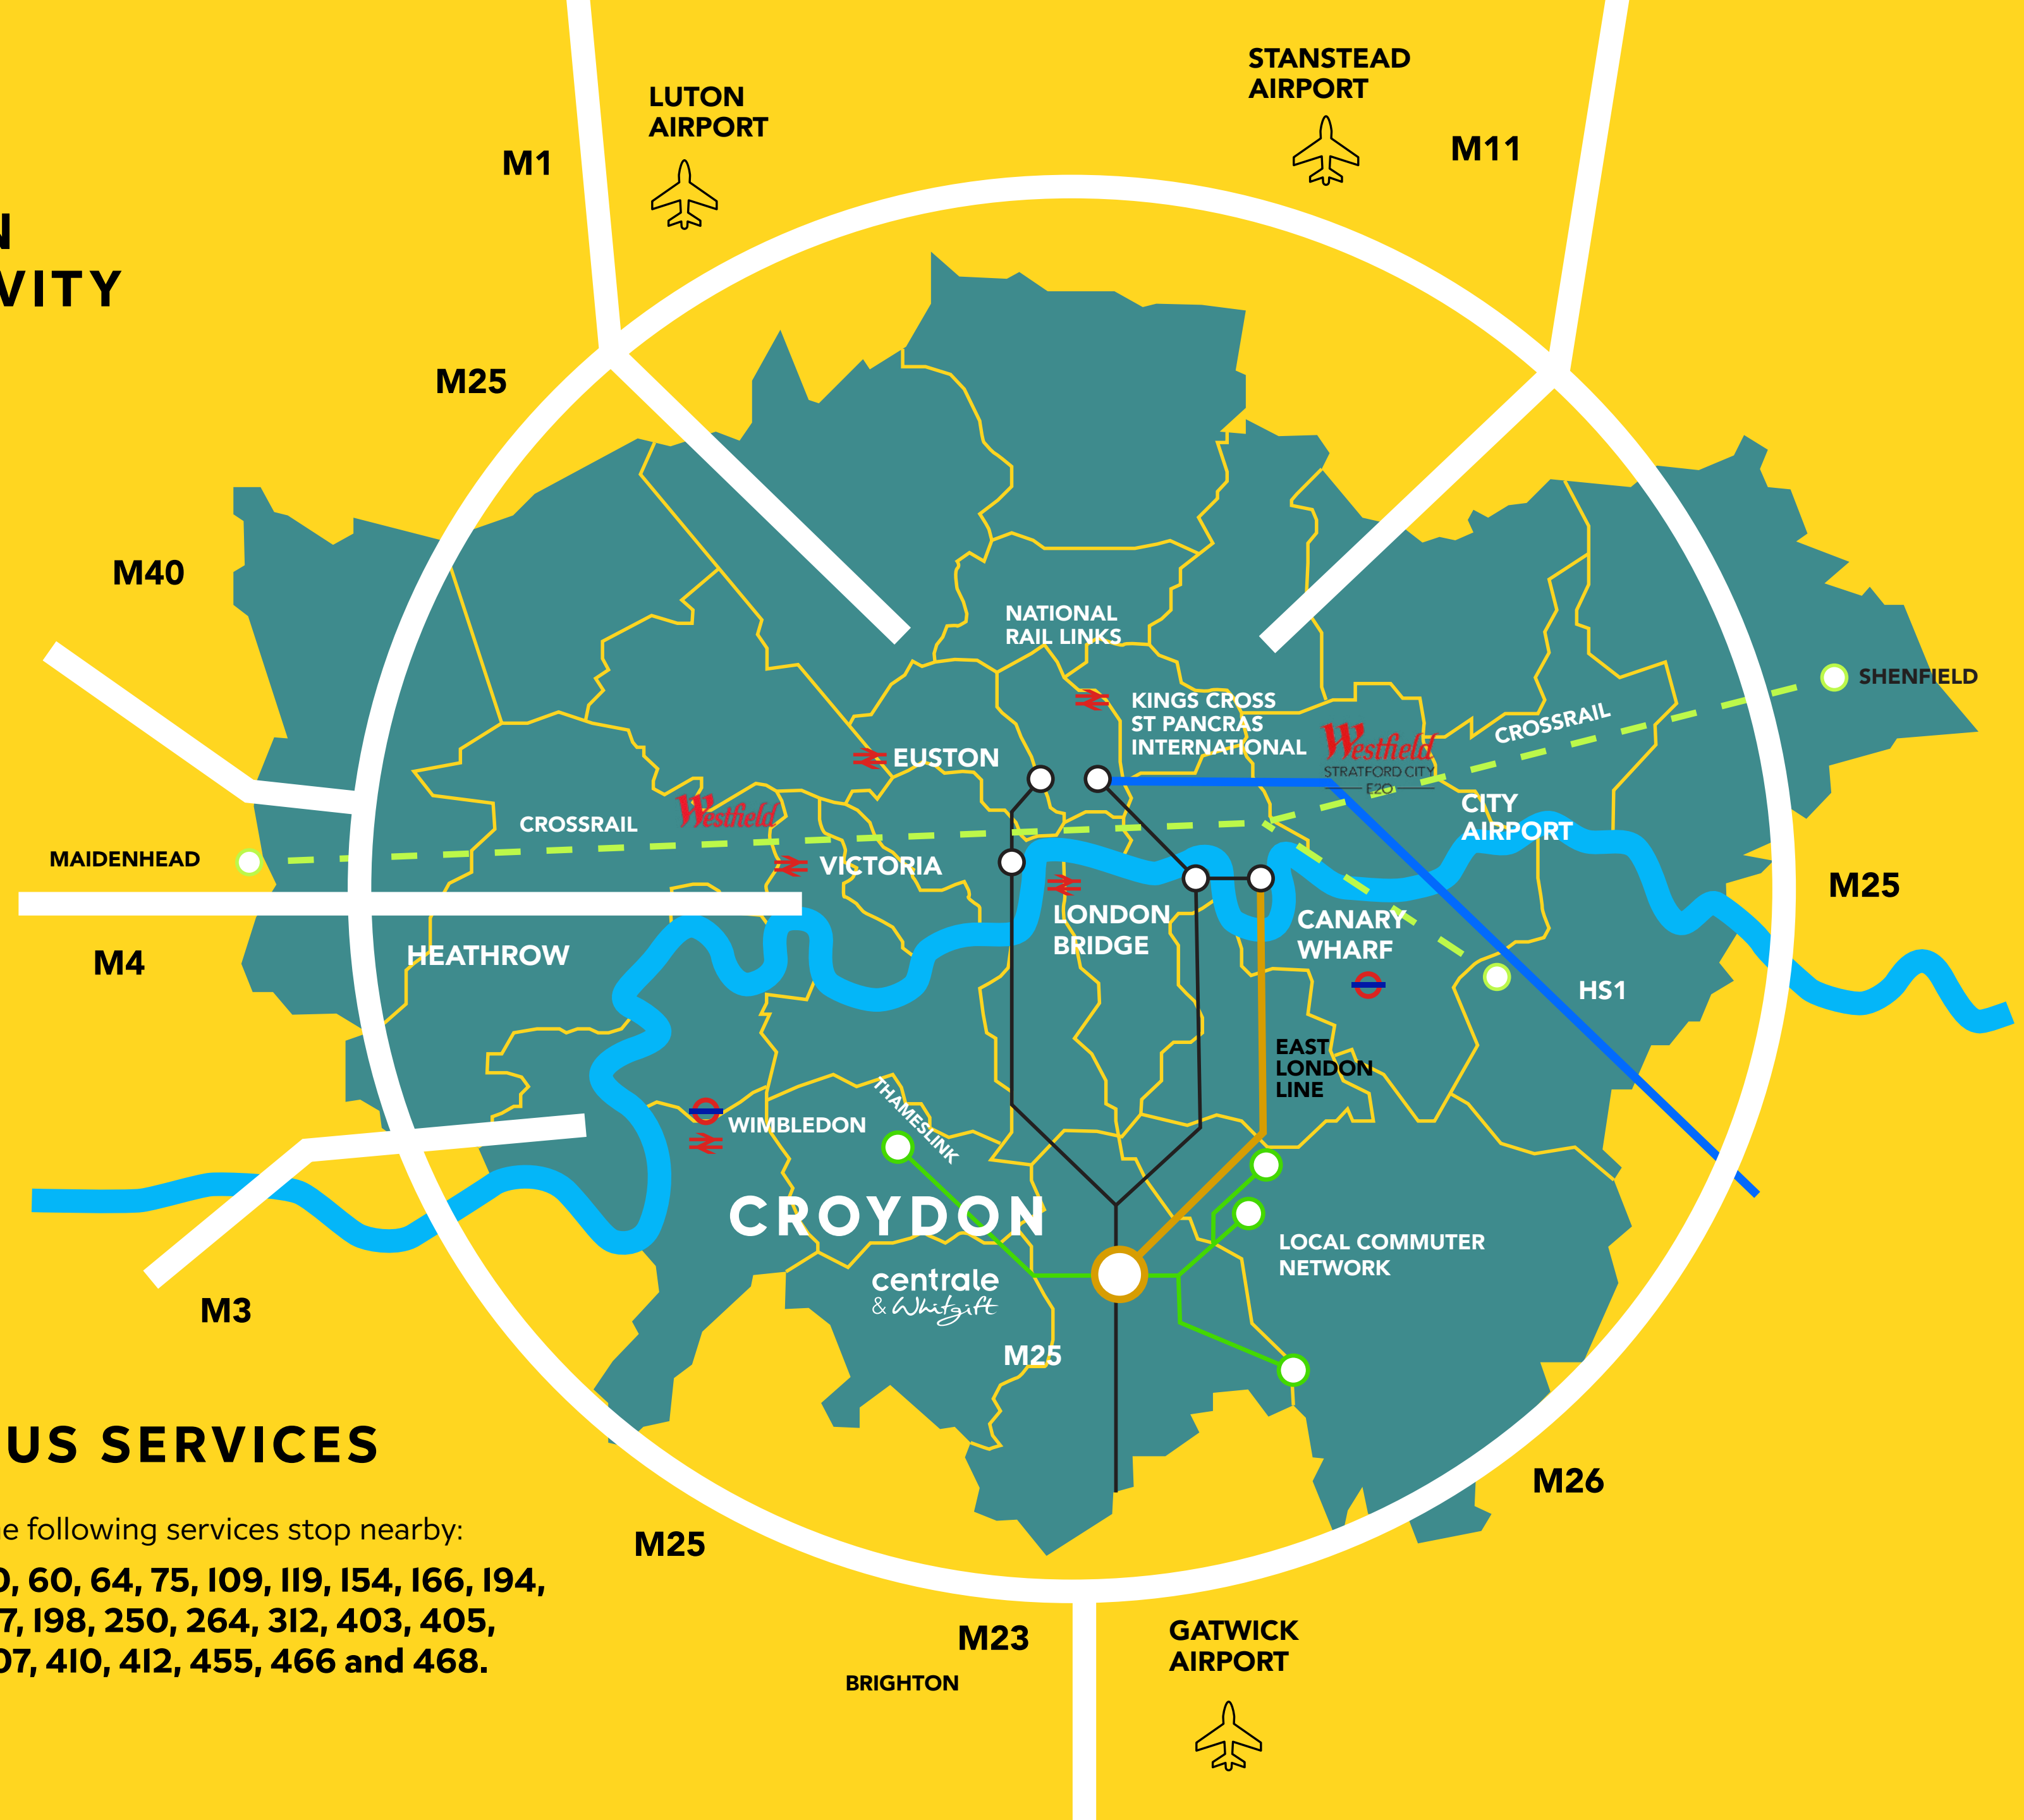 N
VITY
LUTON
AIRPORT
STANSTEAD
AIRPORT
M1
M11
M25
M40
NATIONAL
RAIL LINKS
KINGS CROSS
ST PANCRAS
INTERNATIONAL
EUSTON
Westfield
STRATFORD CITY
E20
CROSSRAIL
SHENFIELD
Westfield
CROSSRAIL
CITY
AIRPORT
MAIDENHEAD
VICTORIA
M25
LONDON
BRIDGE
CANARY
WHARF
M4
HEATHROW
HS1
EAST
LONDON
LINE
THAMESLINK
WIMBLEDON
CROYDON
LOCAL COMMUTER
NETWORK
centrale
& Whitgift
M3
M25
US SERVICES
e following services stop nearby:
0, 60, 64, 75, 109, 119, 154, 166, 194,
7, 198, 250, 264, 312, 403, 405,
07, 410, 412, 455, 466 and 468.
M25
M26
M23
GATWICK
AIRPORT
BRIGHTON